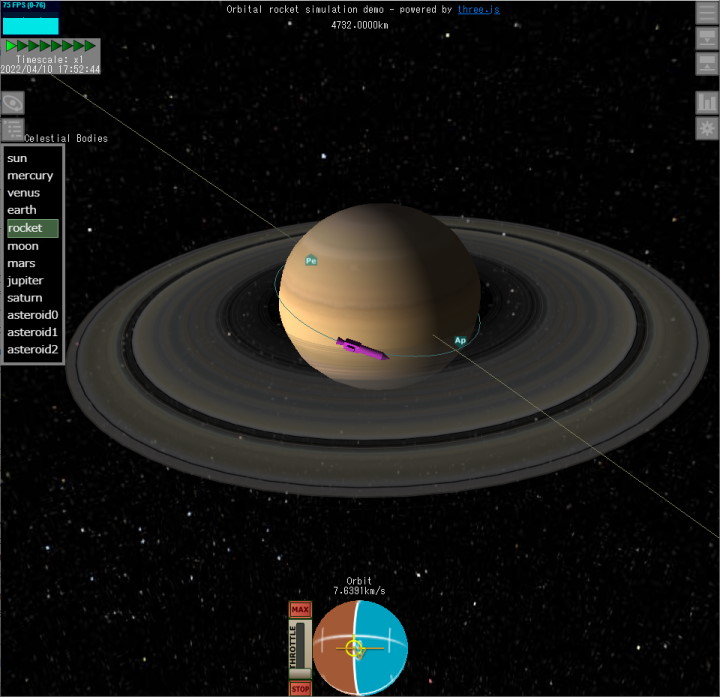 75 FPS (0-76)
Orbital rocket simulation demo - powered by three.js
4732.0000km
Timescale: x1
2022/04/10 17:52:44
Celestial Bodies
sun
mercury
venus
earth
rocket
moon
mars
jupiter
saturn
asteroid0
asteroid1
asteroid2
Pe
Ap
Orbit
7.6391km/s
MAX
THROTTLE
STOP